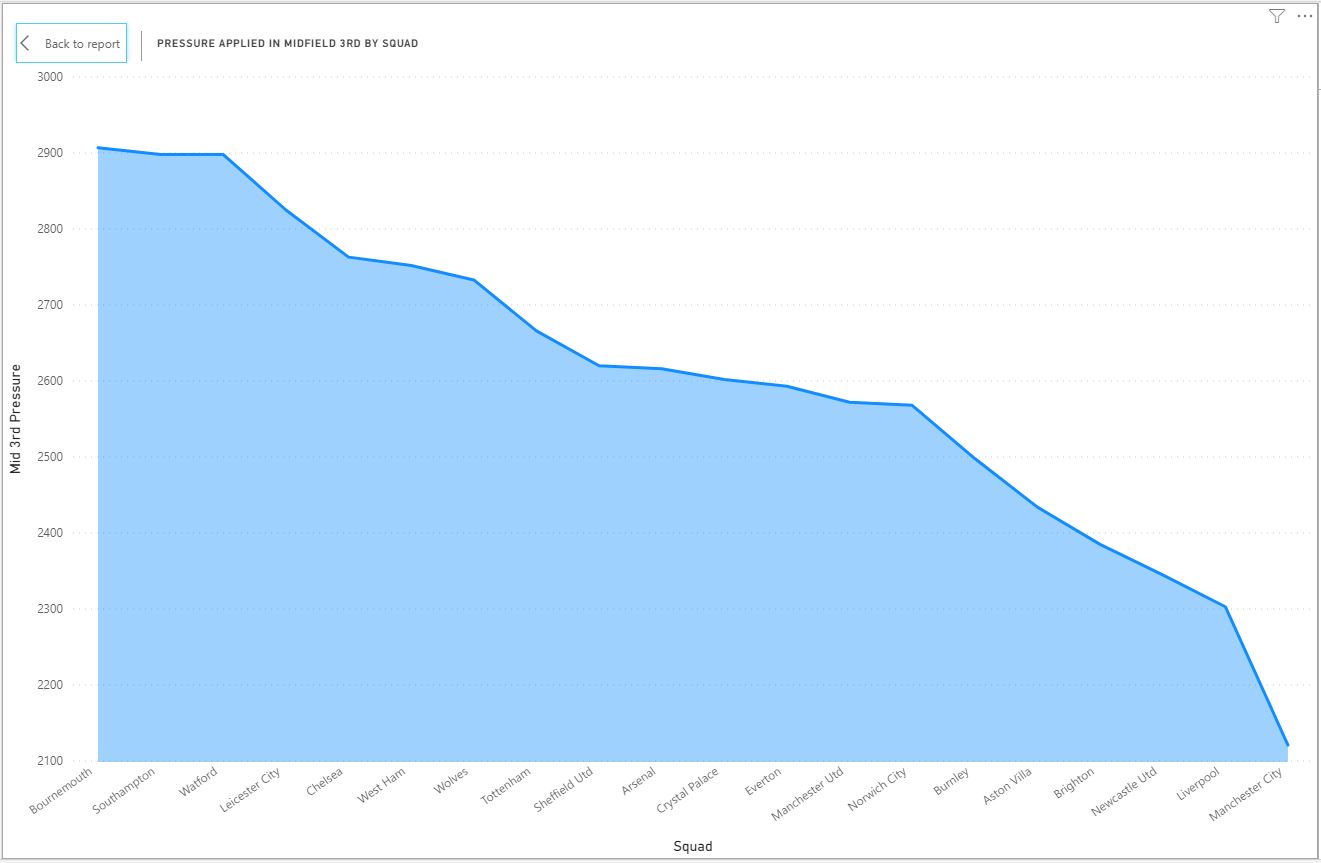 Back to report
PRESSURE APPLIED IN MIDFIELD 3RD BY SQUAD
3000
2900
2800
2700
2600
2500
2400
2300
2200
2100
Mid 3rd Pressure
Bournemouth
Southampton
Watford
Leicester City
Chelsea
West Ham
Wolves
Tottenham
Sheffield Utd
Arsenal
Crystal Palace
Everton
Manchester Utd
Norwich City
Burnley
Aston Villa
Brighton
Newcastle Utd
Liverpool
Manchester City
Squad